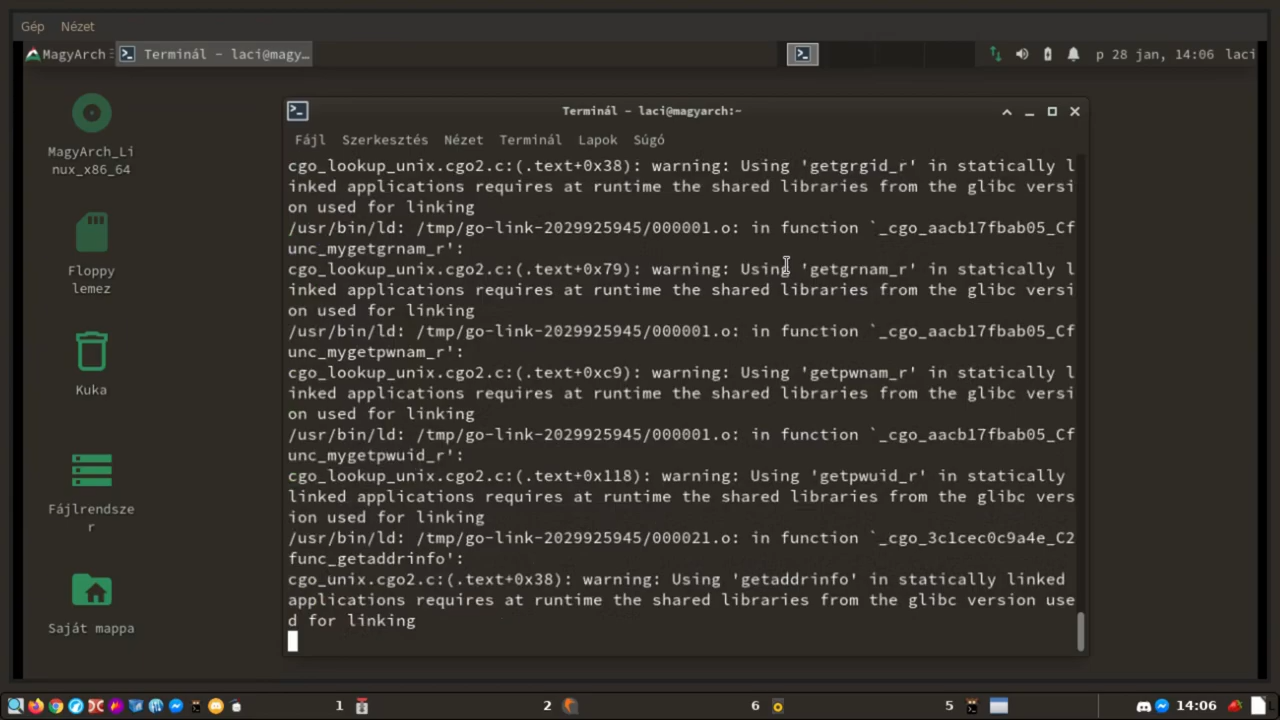 Gép Nézet
MagyArch Terminál - laci@magy… p 28 jan, 14:06 laci
MagyArch_Li
nux_x86_64
Floppy
lemez
Kuka
Fájlrendsze
r
Saját mappa
Terminál - laci@magyarch:~
Fájl Szerkesztés Nézet Terminál Lapok Súgó
cgo_lookup_unix.cgo2.c:(.text+0x38): warning: Using 'getgrgid_r' in statically l
inked applications requires at runtime the shared libraries from the glibc versi
on used for linking
/usr/bin/ld: /tmp/go-link-2029925945/000001.o: in function `_cgo_aacb17fbab05_Cf
unc_mygetgrnam_r':
cgo_lookup_unix.cgo2.c:(.text+0x79): warning: Using 'getgrnam_r' in statically l
inked applications requires at runtime the shared libraries from the glibc versi
on used for linking
/usr/bin/ld: /tmp/go-link-2029925945/000001.o: in function `_cgo_aacb17fbab05_Cf
unc_mygetpwnam_r':
cgo_lookup_unix.cgo2.c:(.text+0xc9): warning: Using 'getpwnam_r' in statically l
inked applications requires at runtime the shared libraries from the glibc versi
on used for linking
/usr/bin/ld: /tmp/go-link-2029925945/000001.o: in function `_cgo_aacb17fbab05_Cf
unc_mygetpwuid_r':
cgo_lookup_unix.cgo2.c:(.text+0x118): warning: Using 'getpwuid_r' in statically
linked applications requires at runtime the shared libraries from the glibc vers
ion used for linking
/usr/bin/ld: /tmp/go-link-2029925945/000021.o: in function `_cgo_3c1cec0c9a4e_C2
func_getaddrinfo':
cgo_unix.cgo2.c:(.text+0x38): warning: Using 'getaddrinfo' in statically linked
applications requires at runtime the shared libraries from the glibc version use
d for linking
1 2 6 5 14:06